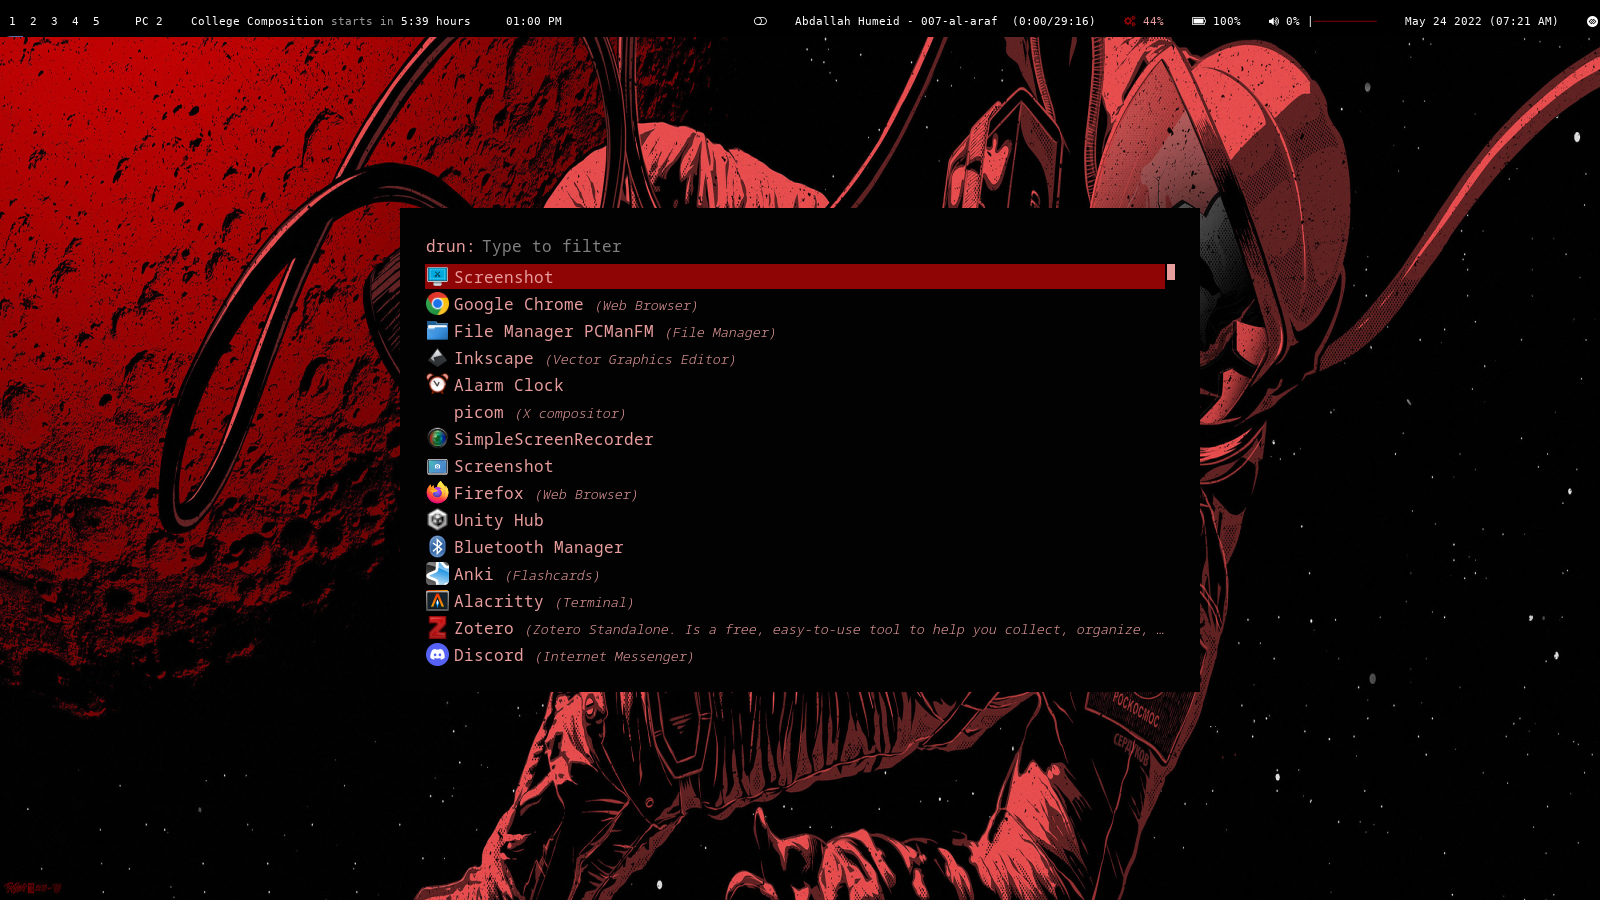 1 2 3 4 5 PC 2 College Composition starts in 5:39 hours 01:00 PM Abdallah Humeid - 007-al-araf (0:00/29:16) 44% 100% 0% May 24 2022 (07:21 AM)
drun: Type to filter
Screenshot
Google Chrome (Web Browser)
File Manager PCManFM (File Manager)
Inkscape (Vector Graphics Editor)
Alarm Clock
picom (X compositor)
SimpleScreenRecorder
Screenshot
Firefox (Web Browser)
Unity Hub
Bluetooth Manager
Anki (Flashcards)
Alacritty (Terminal)
Zotero (Zotero Standalone. Is a free, easy-to-use tool to help you collect, organize, …
Discord (Internet Messenger)
РОСКОСМОС
СЕРДЮКОВ